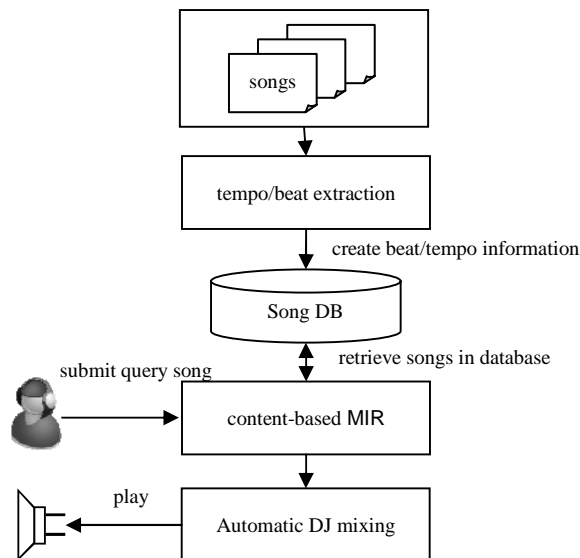 songs
tempo/beat extraction
create beat/tempo information
Song DB
retrieve songs in database
submit query song
content-based MIR
play
Automatic DJ mixing